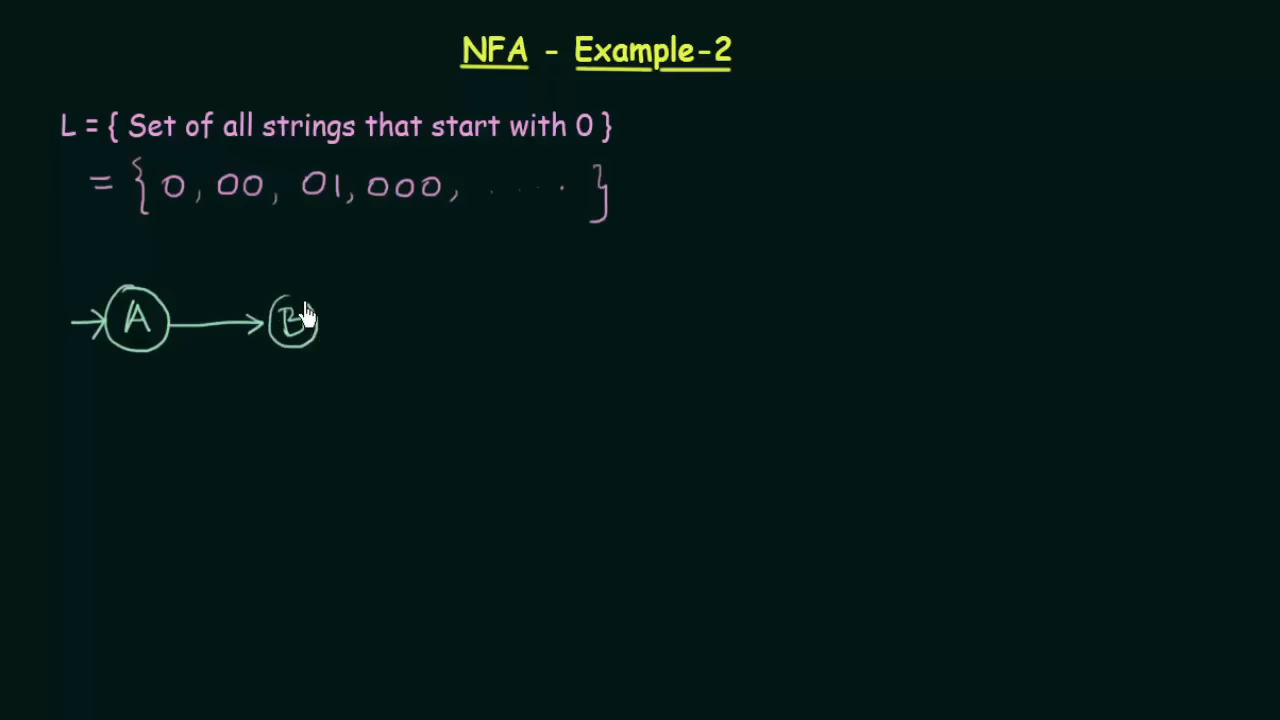 NFA - Example-2
L = { Set of all strings that start with 0 }
= { 0, 00, 01, 000, ..... }
A B